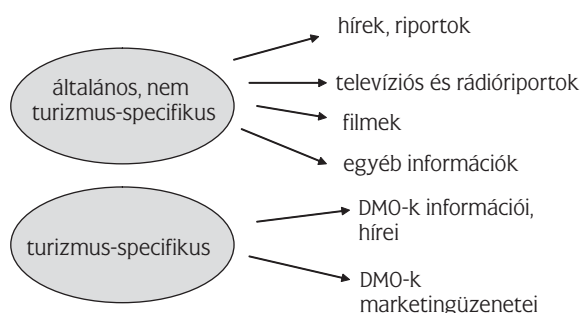 hírek, riportok
általános, nem
turizmus-specifikus
televíziós és rádióriportok
filmek
egyéb információk
turizmus-specifikus
DMO-k információi,
hírei
DMO-k
marketingüzenetei